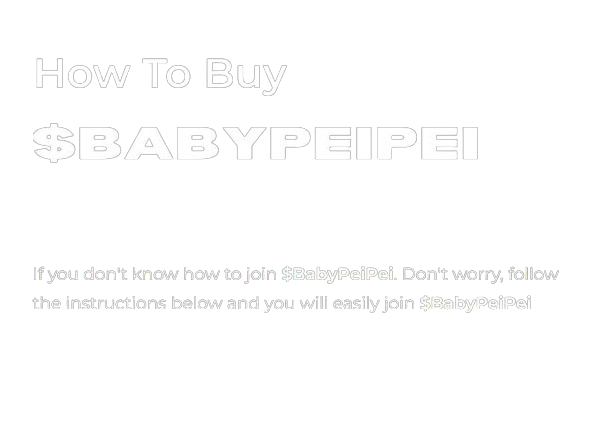 How To Buy
$BABYPEIPEI
If you don't know how to join $BabyPeiPei. Don't worry, follow
the instructions below and you will easily join $BabyPeiPei